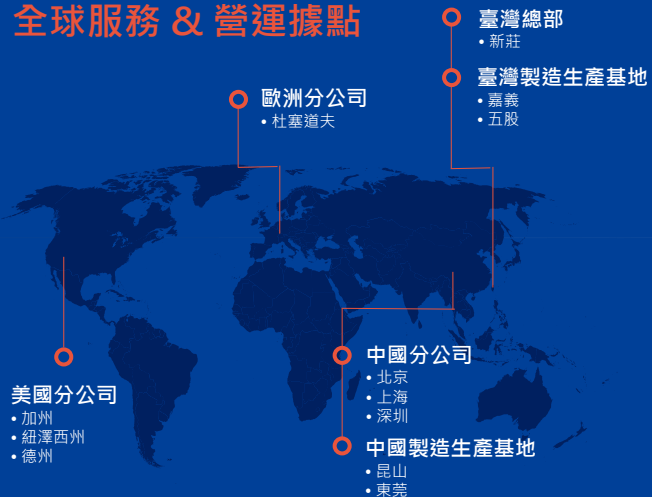 全球服務 & 營運據點
臺灣總部
• 新莊
臺灣製造生產基地
• 嘉義
• 五股
歐洲分公司
• 杜塞道夫
美國分公司
• 加州
• 紐澤西州
• 德州
中國分公司
• 北京
• 上海
• 深圳
中國製造生產基地
• 昆山
• 東莞